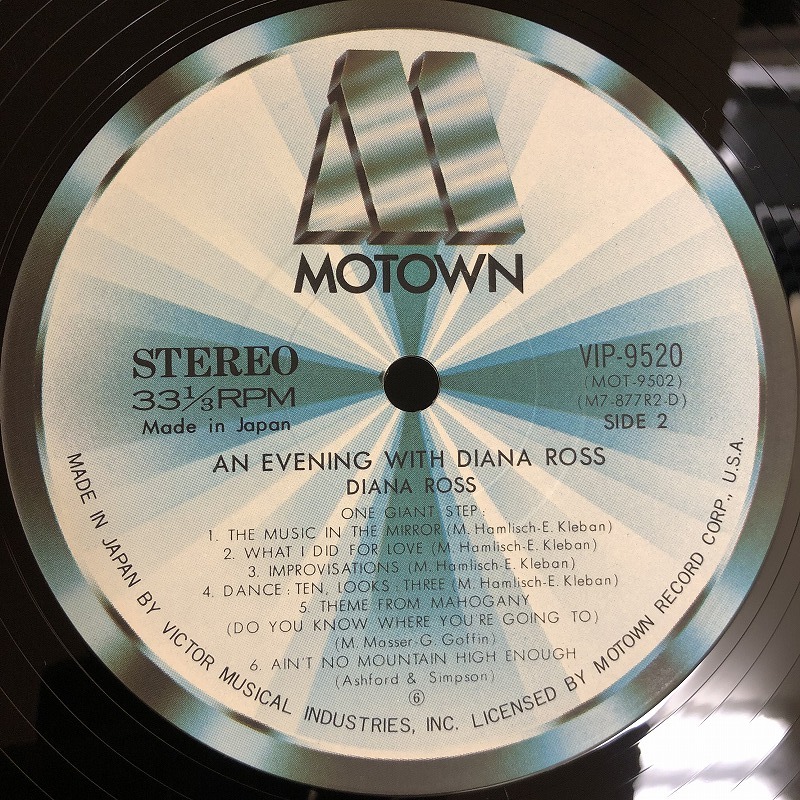 MOTOWN
STEREO
33 1/3 RPM
Made in Japan
VIP-9520
(MOT-9502)
(M7-877R2-D)
SIDE 2
AN EVENING WITH DIANA ROSS
DIANA ROSS
ONE GIANT STEP:
1. THE MUSIC IN THE MIRROR (M. Hamlisch-E. Kleban)
2. WHAT I DID FOR LOVE (M. Hamlisch-E. Kleban)
3. IMPROVISATIONS (M. Hamlisch-E. Kleban)
4. DANCE : TEN, LOOKS : THREE (M. Hamlisch-E. Kleban)
5. THEME FROM MAHOGANY
(DO YOU KNOW WHERE YOU'RE GOING TO)
(M. Masser-G. Goffin)
6. AIN'T NO MOUNTAIN HIGH ENOUGH
(Ashford & Simpson)
⑥
MADE IN JAPAN BY VICTOR MUSICAL INDUSTRIES, INC. LICENSED BY MOTOWN RECORD CORP., U.S.A.